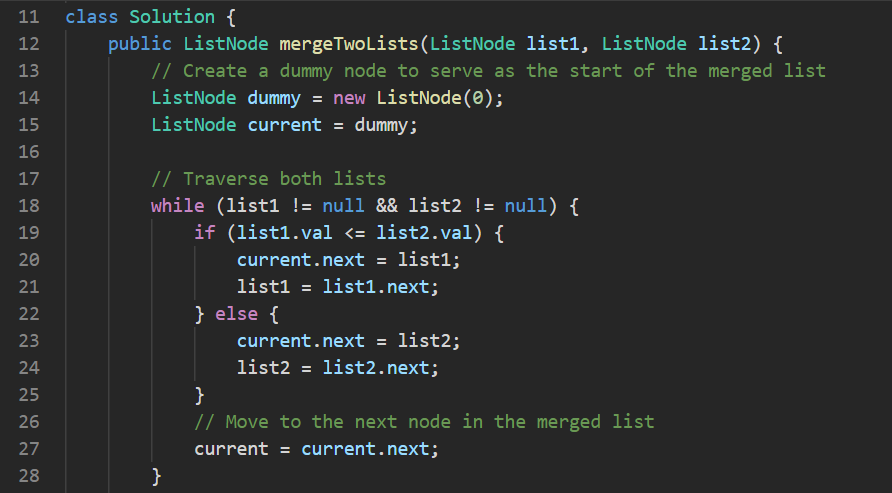 11 class Solution {
12     public ListNode mergeTwoLists(ListNode list1, ListNode list2) {
13         // Create a dummy node to serve as the start of the merged list
14         ListNode dummy = new ListNode(0);
15         ListNode current = dummy;
16
17         // Traverse both lists
18         while (list1 != null && list2 != null) {
19             if (list1.val <= list2.val) {
20                 current.next = list1;
21                 list1 = list1.next;
22             } else {
23                 current.next = list2;
24                 list2 = list2.next;
25             }
26             // Move to the next node in the merged list
27             current = current.next;
28         }